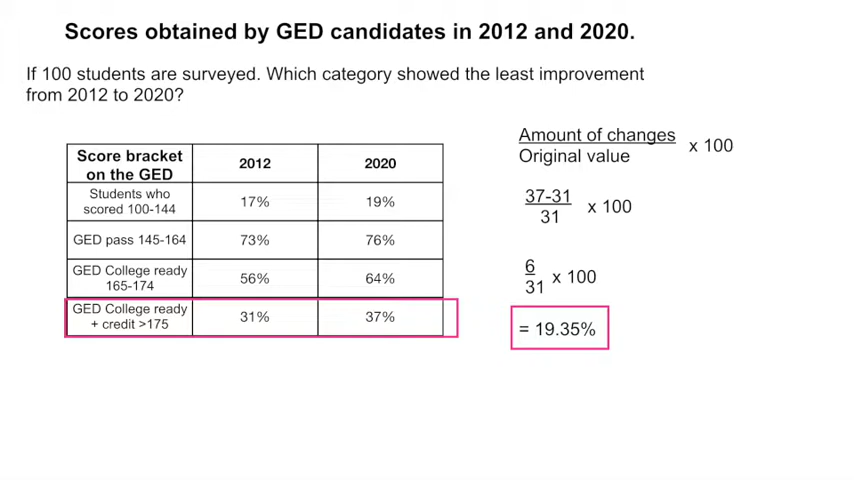 Scores obtained by GED candidates in 2012 and 2020.
If 100 students are surveyed. Which category showed the least improvement
from 2012 to 2020?
Score bracket
on the GED
2012
2020
Students who
scored 100-144
17%
19%
GED pass 145-164
73%
76%
GED College ready
165-174
56%
64%
GED College ready
+ credit >175
31%
37%
Amount of changes
Original value
x 100
37-31
31
x 100
6
31
x 100
= 19.35%